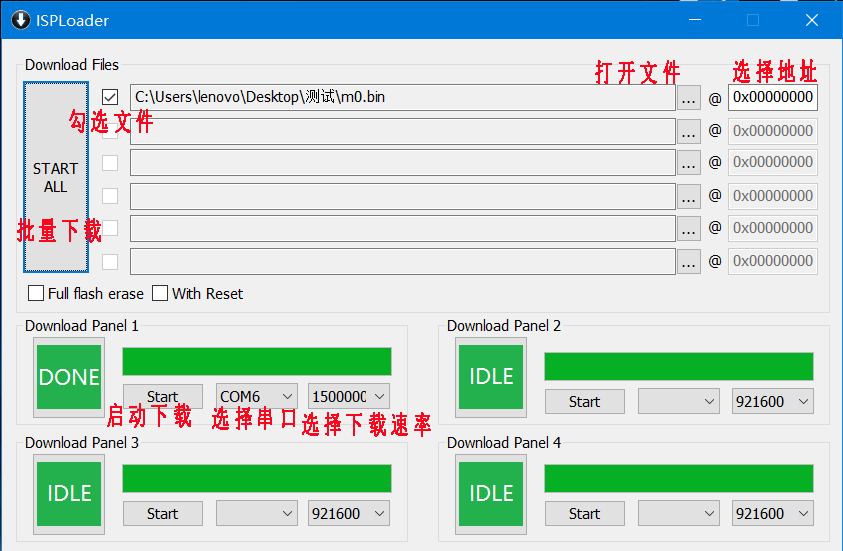 ISPLoader
Download Files
打开文件
选择地址
C:\Users\lenovo\Desktop\测试\m0.bin
...
@
0x00000000
勾选文件
...
@
0x00000000
START
ALL
...
@
0x00000000
...
@
0x00000000
批量下载
...
@
0x00000000
...
@
0x00000000
Full flash erase
With Reset
Download Panel 1
DONE
Start
COM6
1500000
启动下载
选择串口
选择下载速率
Download Panel 2
IDLE
Start
921600
Download Panel 3
IDLE
Start
921600
Download Panel 4
IDLE
Start
921600